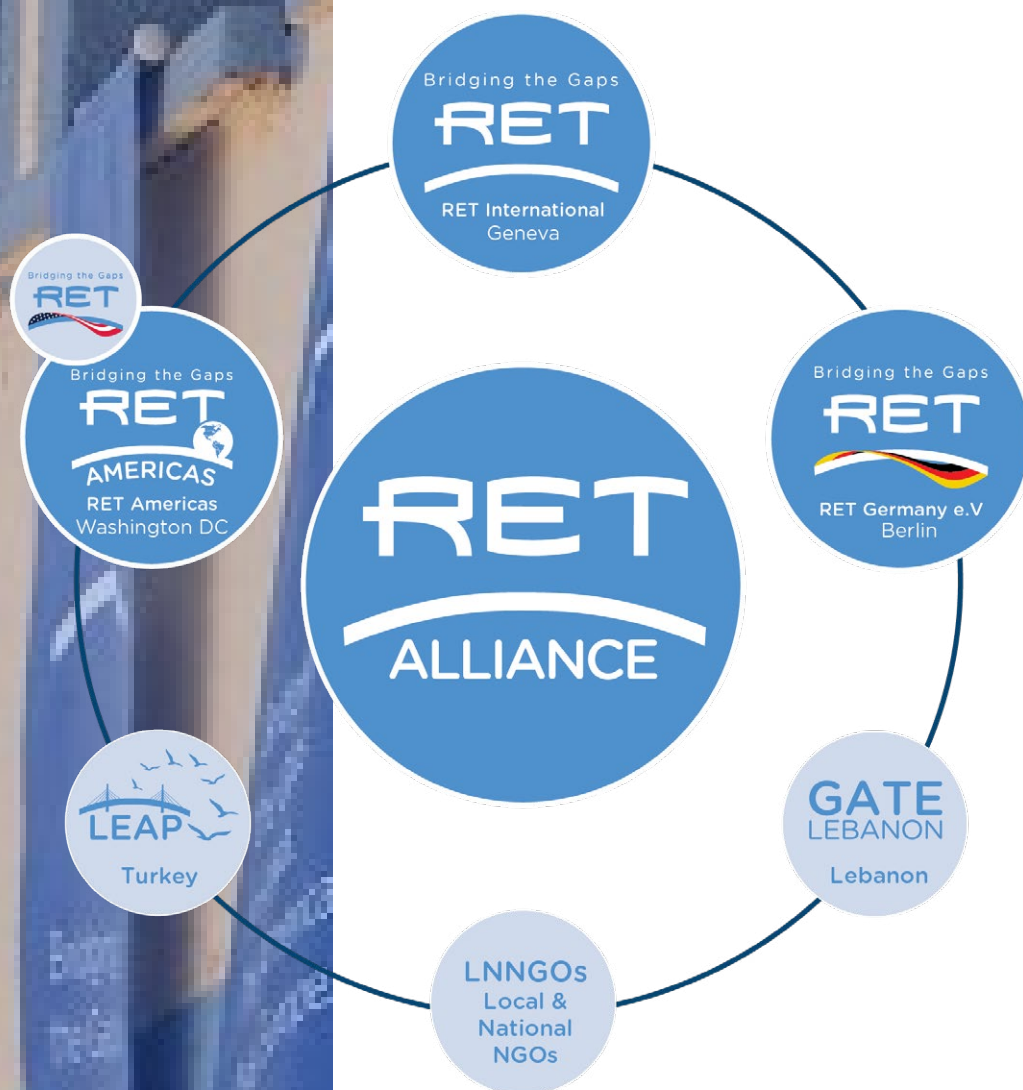 Bridging the Gaps
RET
RET International
Geneva
Bridging the Gaps
RET
Bridging the Gaps
RET
AMERICAS
RET Americas
Washington DC
Bridging the Gaps
RET
RET Germany e.V
Berlin
RET
ALLIANCE
LEAP
Turkey
GATE
LEBANON
Lebanon
LNNGOs
Local &
National
NGOs